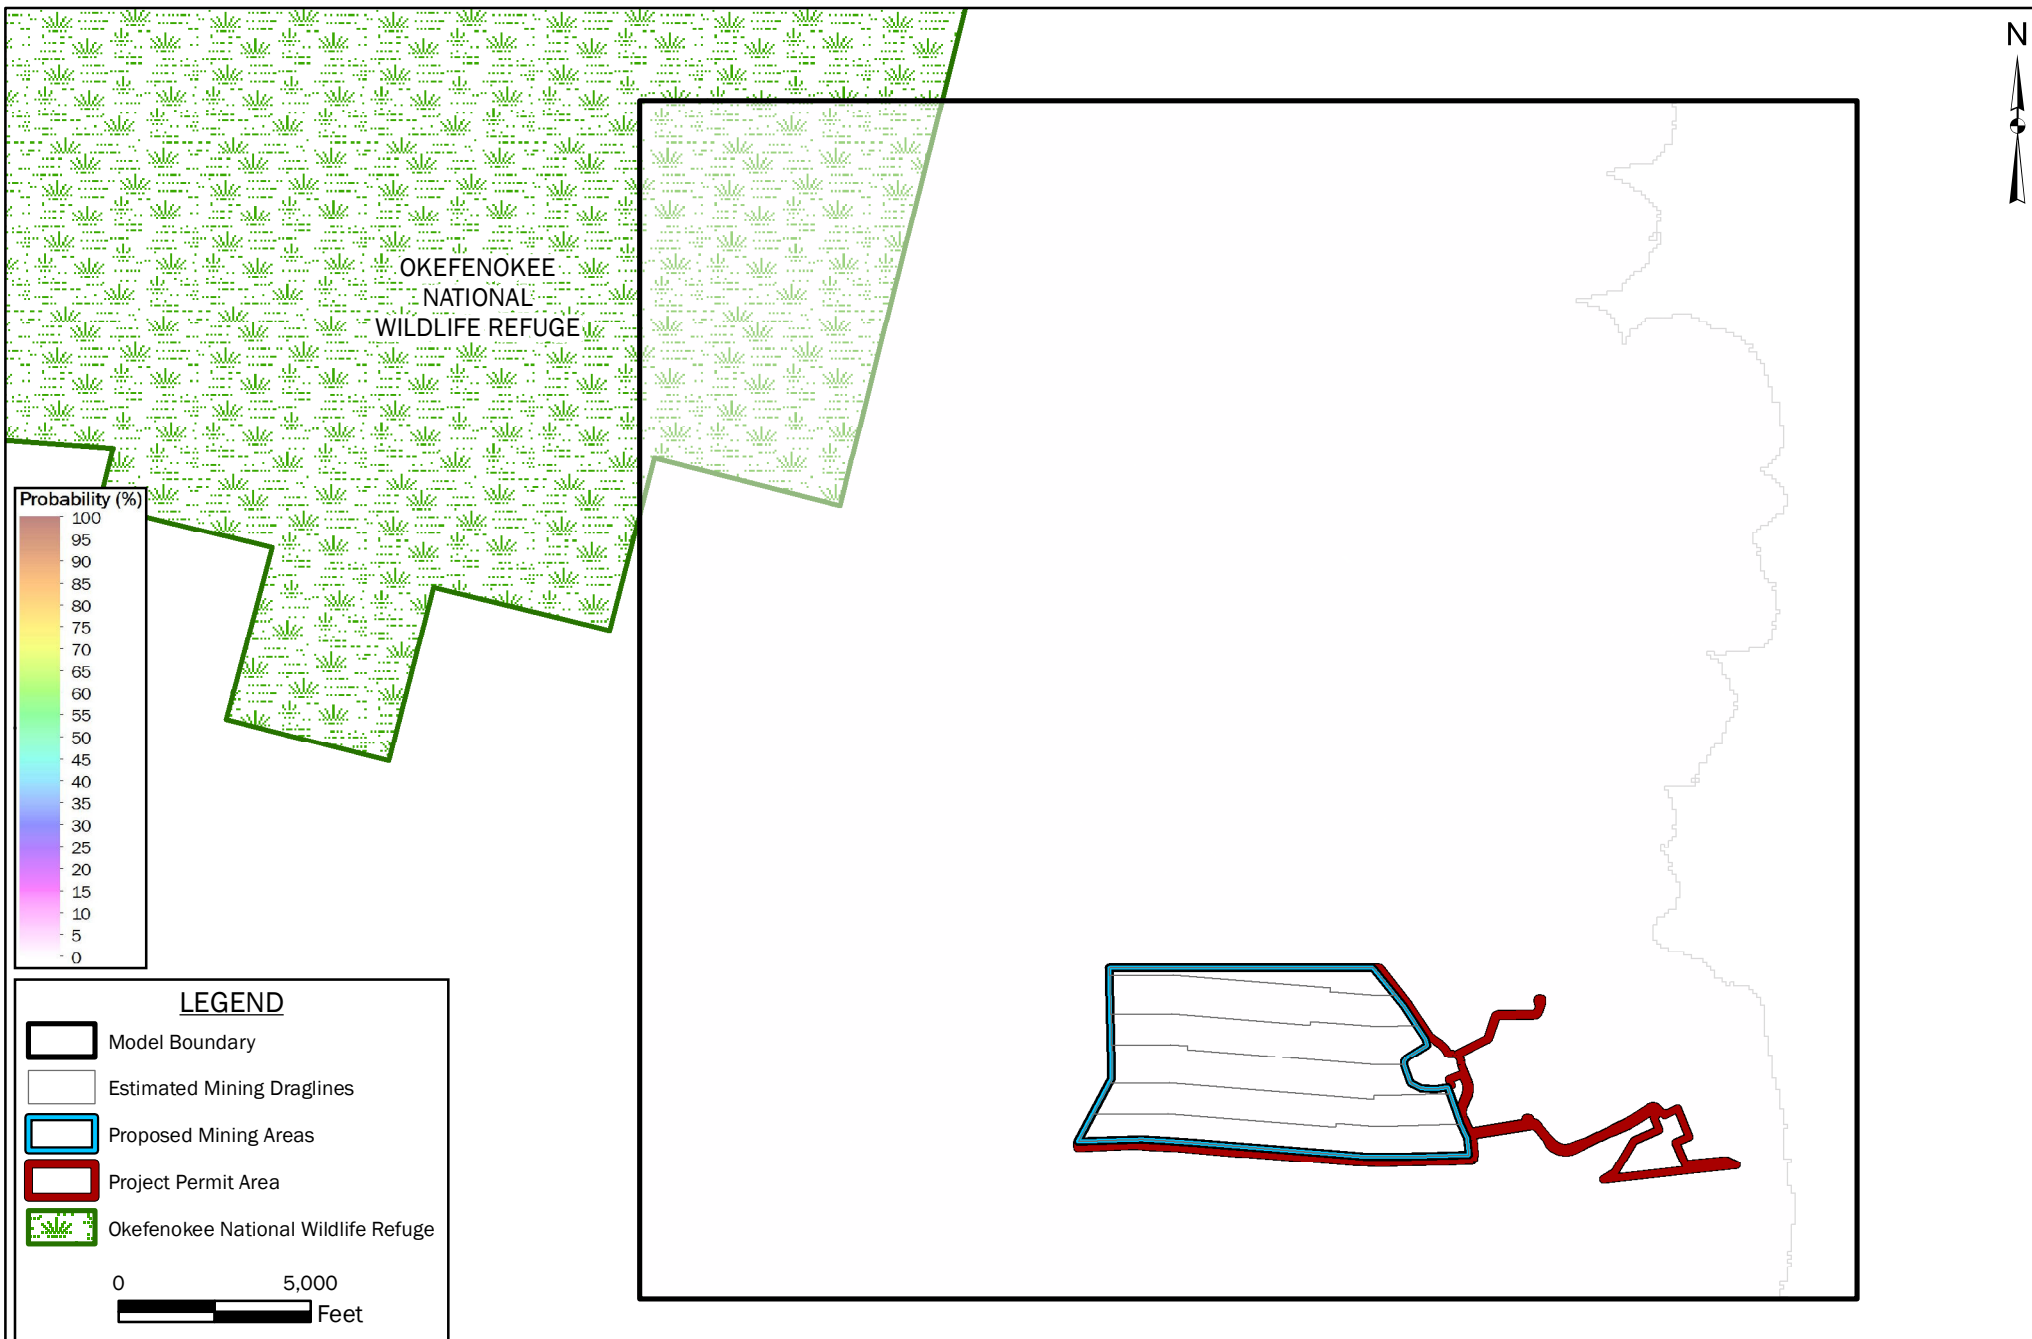 N
OKEFENOKEE
NATIONAL
WILDLIFE REFUGE
Probability (%)
100
95
90
85
80
75
70
65
60
55
50
45
40
35
30
25
20
15
10
5
0
LEGEND
Model Boundary
Estimated Mining Draglines
Proposed Mining Areas
Project Permit Area
Okefenokee National Wildlife Refuge
0 5,000
Feet